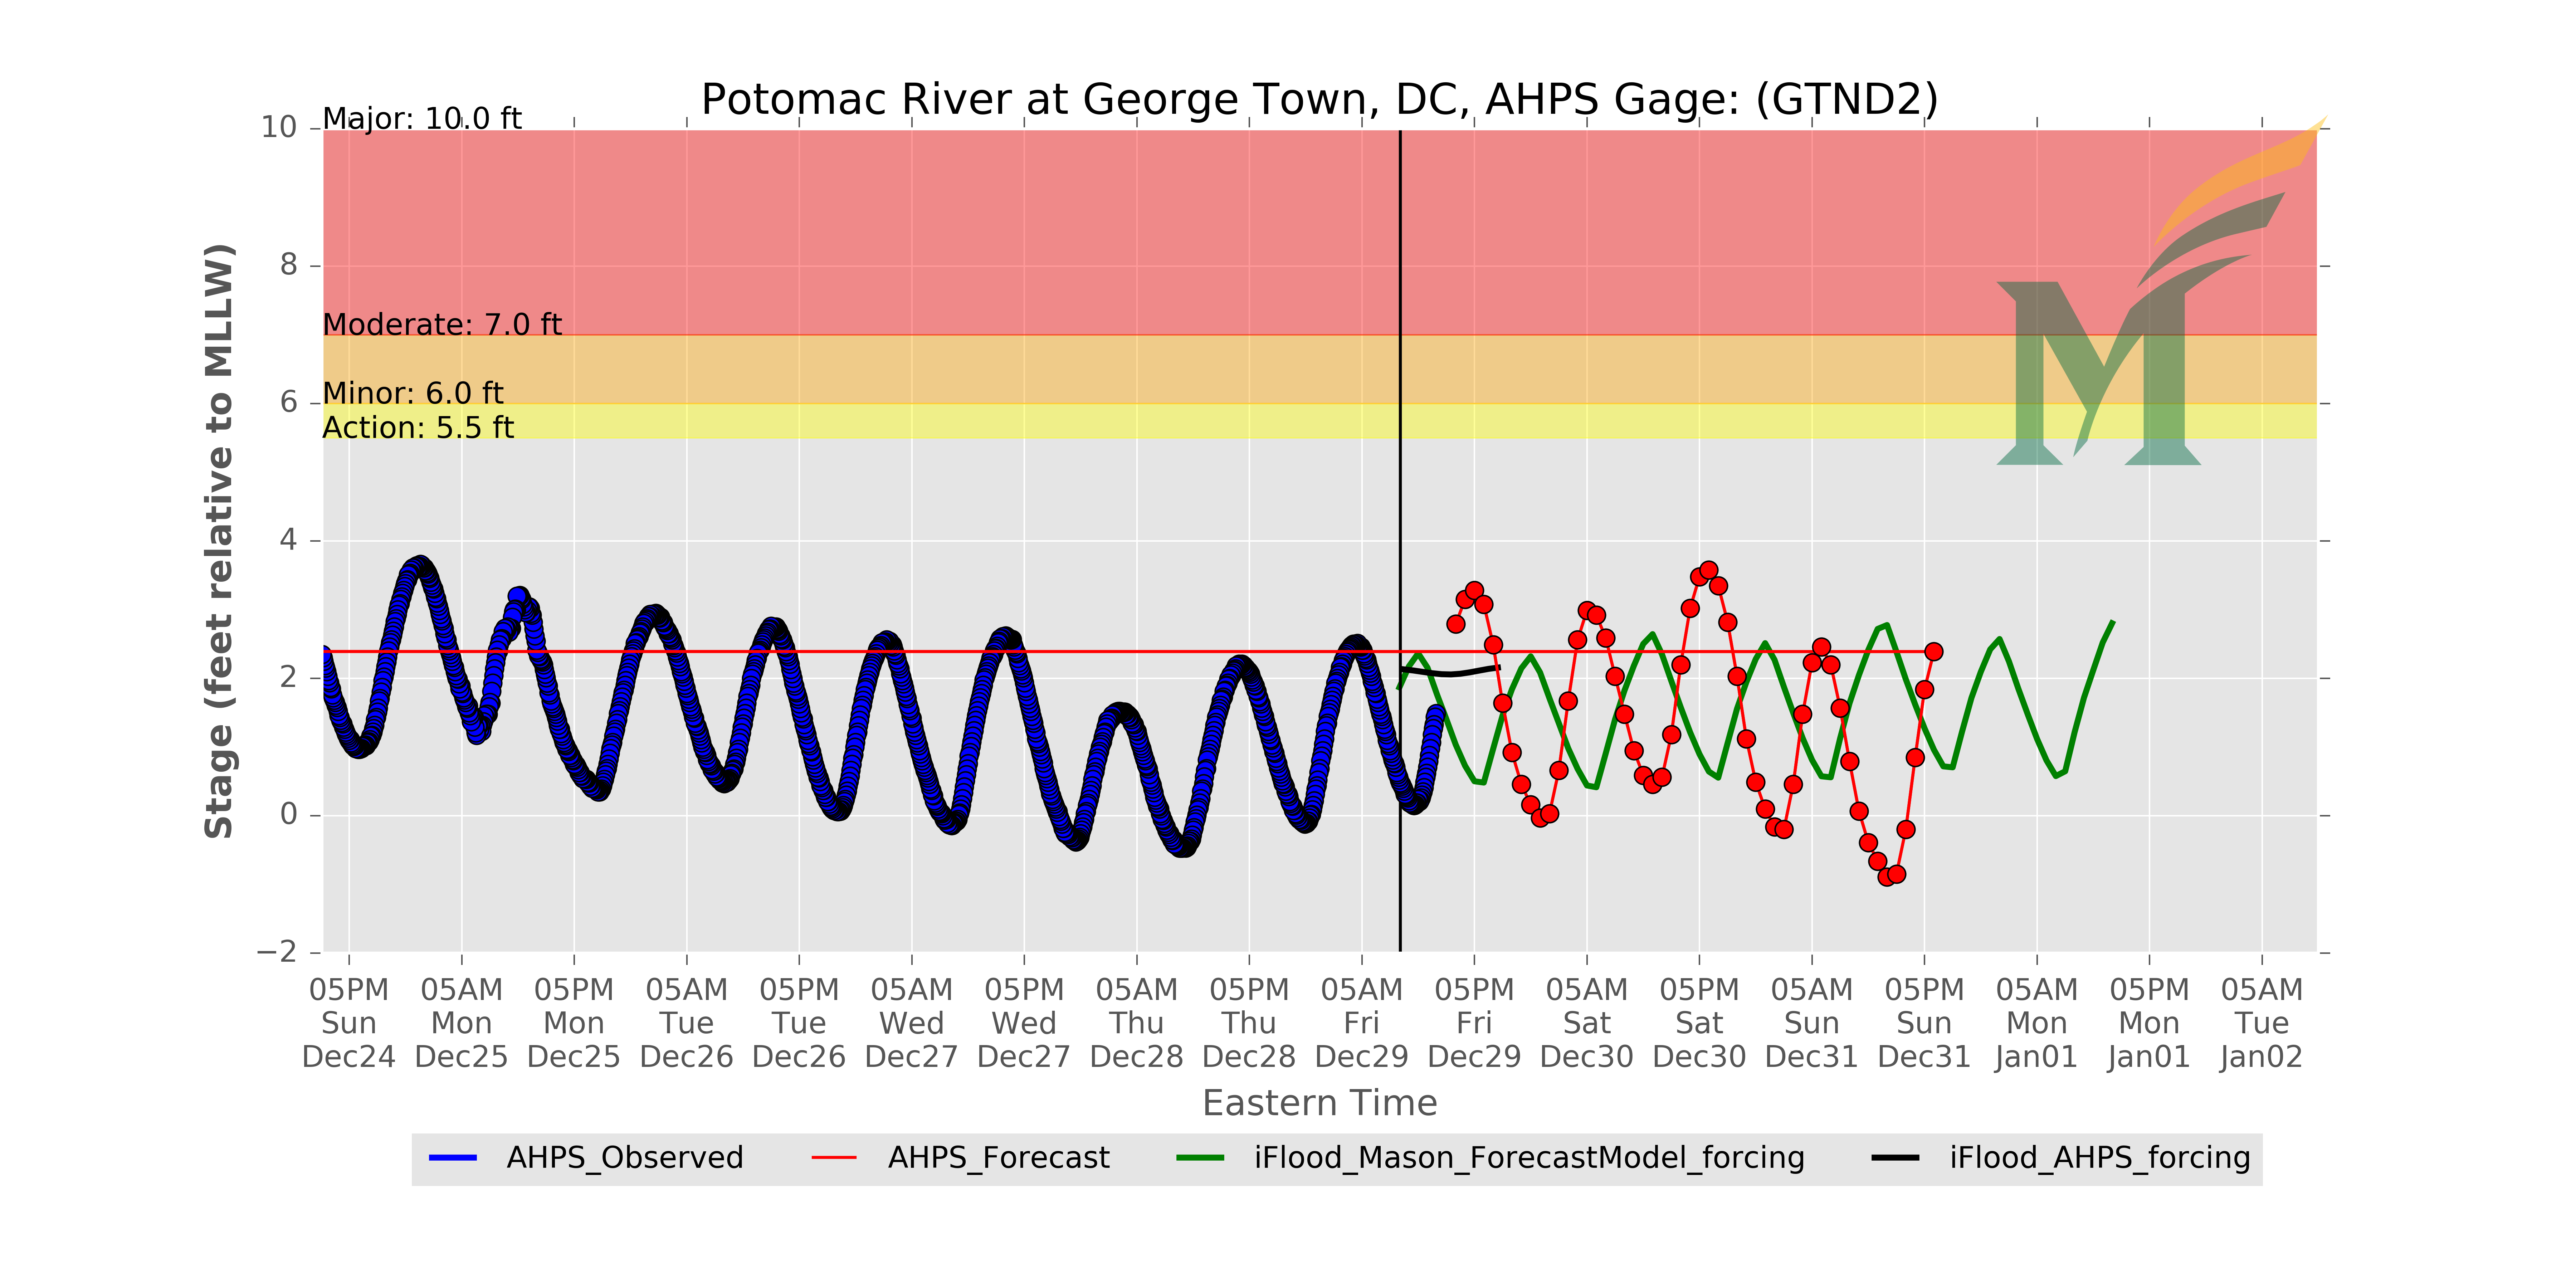 Potomac River at George Town, DC, AHPS Gage: (GTND2)
Major: 10.0 ft
Moderate: 7.0 ft
Minor: 6.0 ft
Action: 5.5 ft
Stage (feet relative to MLLW)
10
8
6
4
2
0
−2
05PM 05AM 05PM 05AM 05PM 05AM 05PM 05AM 05PM 05AM 05PM 05AM 05PM 05AM 05PM 05AM 05PM 05AM
Sun Mon Mon Tue Tue Wed Wed Thu Thu Fri Fri Sat Sat Sun Sun Mon Mon Tue
Dec24 Dec25 Dec25 Dec26 Dec26 Dec27 Dec27 Dec28 Dec28 Dec29 Dec29 Dec30 Dec30 Dec31 Dec31 Jan01 Jan01 Jan02
Eastern Time
AHPS_Observed AHPS_Forecast iFlood_Mason_ForecastModel_forcing iFlood_AHPS_forcing